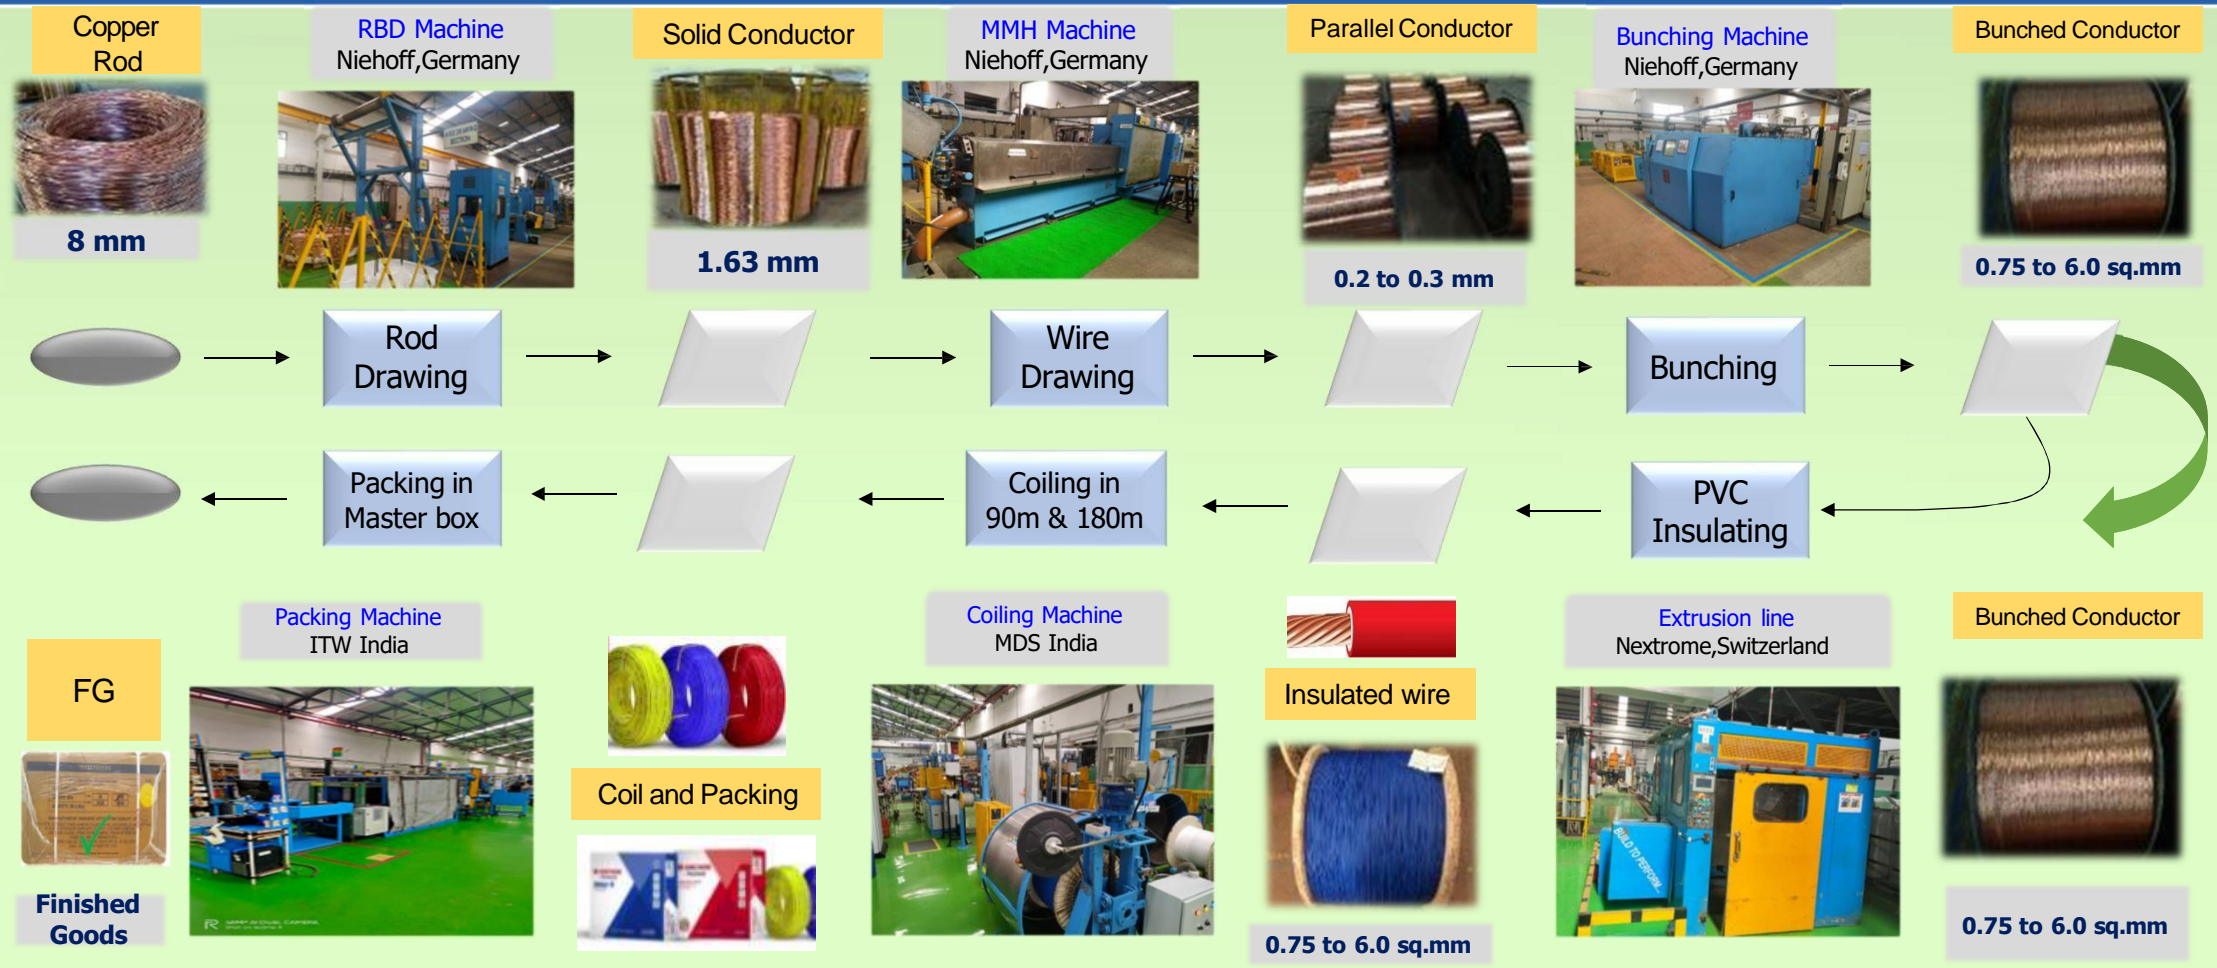 Copper
Rod
RBD Machine
Niehoff,Germany
Solid Conductor
MMH Machine
Niehoff,Germany
Parallel Conductor
Bunching Machine
Niehoff,Germany
Bunched Conductor
8 mm
1.63 mm
0.2 to 0.3 mm
0.75 to 6.0 sq.mm
Rod
Drawing
Wire
Drawing
Bunching
Packing in
Master box
Coiling in
90m & 180m
PVC
Insulating
Packing Machine
ITW India
Coiling Machine
MDS India
Extrusion line
Nextrome,Switzerland
Bunched Conductor
FG
Insulated wire
Coil and Packing
BUILD TO PERFORM...
Finished
Goods
0.75 to 6.0 sq.mm
0.75 to 6.0 sq.mm